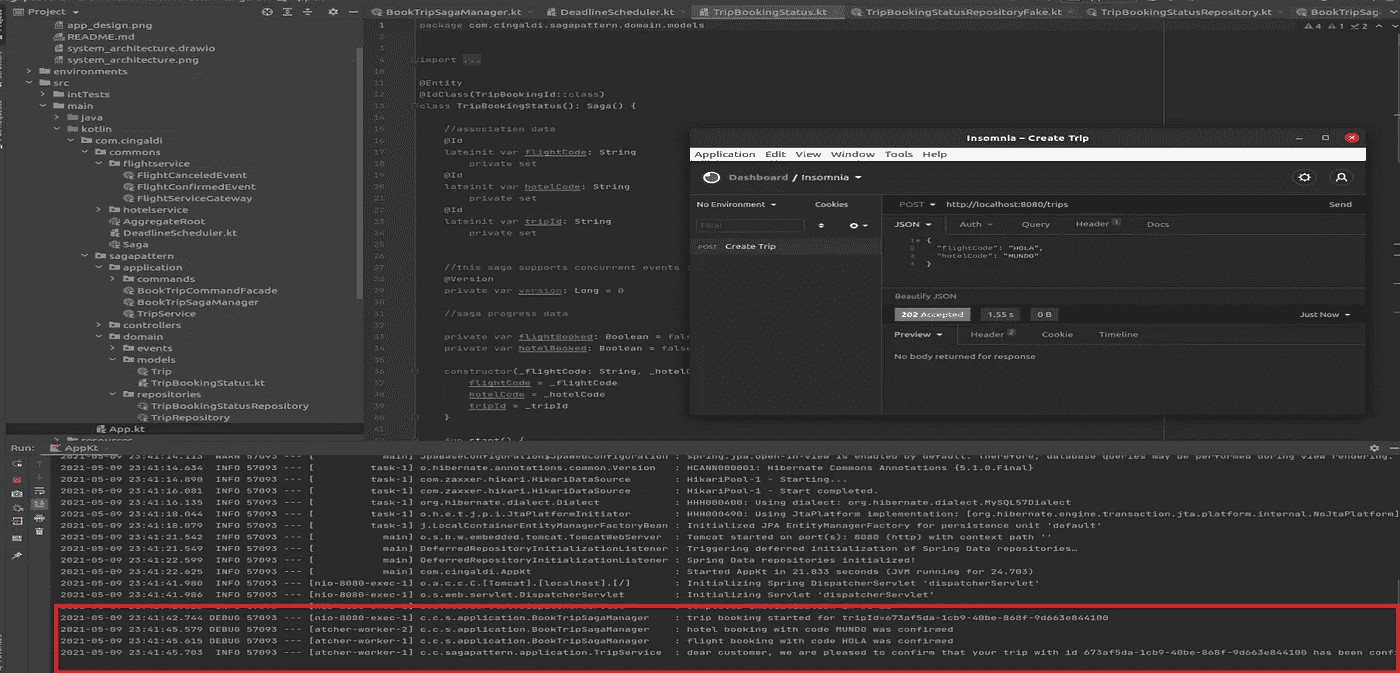 Project
BookTripSagaManager.kt
DeadlineScheduler.kt
TripBookingStatus.kt
TripBookingStatusRepositoryFake.kt
TripBookingStatusRepository.kt
BookTripSag
app_design.png
README.md
system_architecture.drawio
system_architecture.png
environments
src
intTests
main
java
kotlin
com.cingaldi
commons
flightservice
FlightCanceledEvent
FlightConfirmedEvent
FlightServiceGateway
hotelservice
AggregateRoot
DeadlineScheduler.kt
Saga
sagapattern
application
commands
BookTripCommandFacade
BookTripSagaManager
TripService
controllers
domain
events
models
Trip
TripBookingStatus.kt
repositories
TripBookingStatusRepository
TripRepository
App.kt
package com.cingaldi.sagapattern.domain.models
import ...
@Entity
@IdClass(TripBookingId::class)
class TripBookingStatus(): Saga() {
//association data
@Id
lateinit var flightCode: String
private set
@Id
lateinit var hotelCode: String
private set
@Id
lateinit var tripId: String
private set
//this saga supports concurrent events
@Version
private var version: Long = 0
//saga progress data
private var flightBooked: Boolean = fals
private var hotelBooked: Boolean = false
constructor(_flightCode: String, _hotelC
flightCode = _flightCode
hotelCode = _hotelCode
tripId = _tripId
}
fun start() {
Insomnia – Create Trip
Application Edit View Window Tools Help
Dashboard / Insomnia
No Environment
Cookies
Filter
POST Create Trip
POST http://localhost:8080/trips Send
JSON Auth Query Header 1 Docs
1 {
2 "flightCode": "HOLA",
3 "hotelCode": "MUNDO"
4 }
Beautify JSON
202 Accepted 1.55 s 0 B Just Now
Preview Header 2 Cookie Timeline
No body returned for response
Run: AppKt
2021-05-09 23:41:14.113 WARN 57093 --- [ main] JpaBaseConfiguration$JpaWebConfiguration : spring.jpa.open-in-view is enabled by default. Therefore, database queries may be performed during view rendering.
2021-05-09 23:41:14.634 INFO 57093 --- [ task-1] o.hibernate.annotations.common.Version : HCANN000001: Hibernate Commons Annotations {5.1.0.Final}
2021-05-09 23:41:14.890 INFO 57093 --- [ task-1] com.zaxxer.hikari.HikariDataSource : HikariPool-1 - Starting...
2021-05-09 23:41:16.081 INFO 57093 --- [ task-1] com.zaxxer.hikari.HikariDataSource : HikariPool-1 - Start completed.
2021-05-09 23:41:16.135 INFO 57093 --- [ task-1] org.hibernate.dialect.Dialect : HHH000400: Using dialect: org.hibernate.dialect.MySQL57Dialect
2021-05-09 23:41:18.044 INFO 57093 --- [ task-1] o.h.e.t.j.p.i.JtaPlatformInitiator : HHH000490: Using JtaPlatform implementation: [org.hibernate.engine.transaction.jta.platform.internal.NoJtaPlatform]
2021-05-09 23:41:18.079 INFO 57093 --- [ task-1] j.LocalContainerEntityManagerFactoryBean : Initialized JPA EntityManagerFactory for persistence unit 'default'
2021-05-09 23:41:21.542 INFO 57093 --- [ main] o.s.b.w.embedded.tomcat.TomcatWebServer : Tomcat started on port(s): 8080 (http) with context path ''
2021-05-09 23:41:21.549 INFO 57093 --- [ main] DeferredRepositoryInitializationListener : Triggering deferred initialization of Spring Data repositories…
2021-05-09 23:41:22.599 INFO 57093 --- [ main] DeferredRepositoryInitializationListener : Spring Data repositories initialized!
2021-05-09 23:41:22.625 INFO 57093 --- [ main] com.cingaldi.AppKt : Started AppKt in 21.833 seconds (JVM running for 24.703)
2021-05-09 23:41:41.980 INFO 57093 --- [nio-8080-exec-1] o.a.c.c.C.[Tomcat].[localhost].[/] : Initializing Spring DispatcherServlet 'dispatcherServlet'
2021-05-09 23:41:41.986 INFO 57093 --- [nio-8080-exec-1] o.s.web.servlet.DispatcherServlet : Initializing Servlet 'dispatcherServlet'
2021-05-09 23:41:42.744 DEBUG 57093 --- [nio-8080-exec-1] c.c.s.application.BookTripSagaManager : trip booking started for tripId=673af5da-1cb9-40be-868f-9d663e844100
2021-05-09 23:41:45.579 DEBUG 57093 --- [atcher-worker-2] c.c.s.application.BookTripSagaManager : hotel booking with code MUNDO was confirmed
2021-05-09 23:41:45.615 DEBUG 57093 --- [atcher-worker-1] c.c.s.application.BookTripSagaManager : flight booking with code HOLA was confirmed
2021-05-09 23:41:45.703 INFO 57093 --- [atcher-worker-1] c.c.sagapattern.application.TripService : dear customer, we are pleased to confirm that your trip with id 673af5da-1cb9-40be-868f-9d663e844100 has been conf